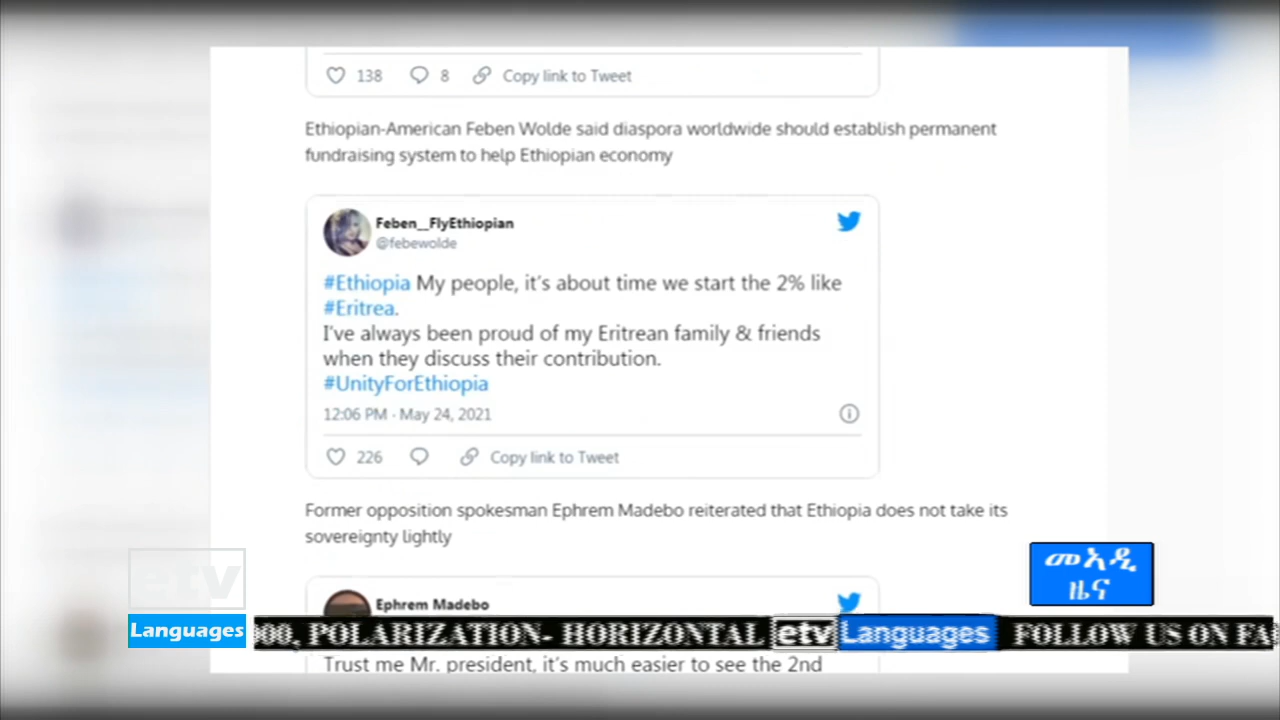 138 8 Copy link to Tweet
Ethiopian-American Feben Wolde said diaspora worldwide should establish permanent
fundraising system to help Ethiopian economy
Feben__FlyEthiopian
@febewolde
#Ethiopia My people, it's about time we start the 2% like
#Eritrea.
I've always been proud of my Eritrean family & friends
when they discuss their contribution.
#UnityForEthiopia
12:06 PM · May 24, 2021
226 Copy link to Tweet
Former opposition spokesman Ephrem Madebo reiterated that Ethiopia does not take its
sovereignty lightly
etv
Languages
መአዲ
ዜና
Ephrem Madebo
00, POLARIZATION- HORIZONTAL etv Languages FOLLOW US ON FA
Trust me Mr. president, it's much easier to see the 2nd